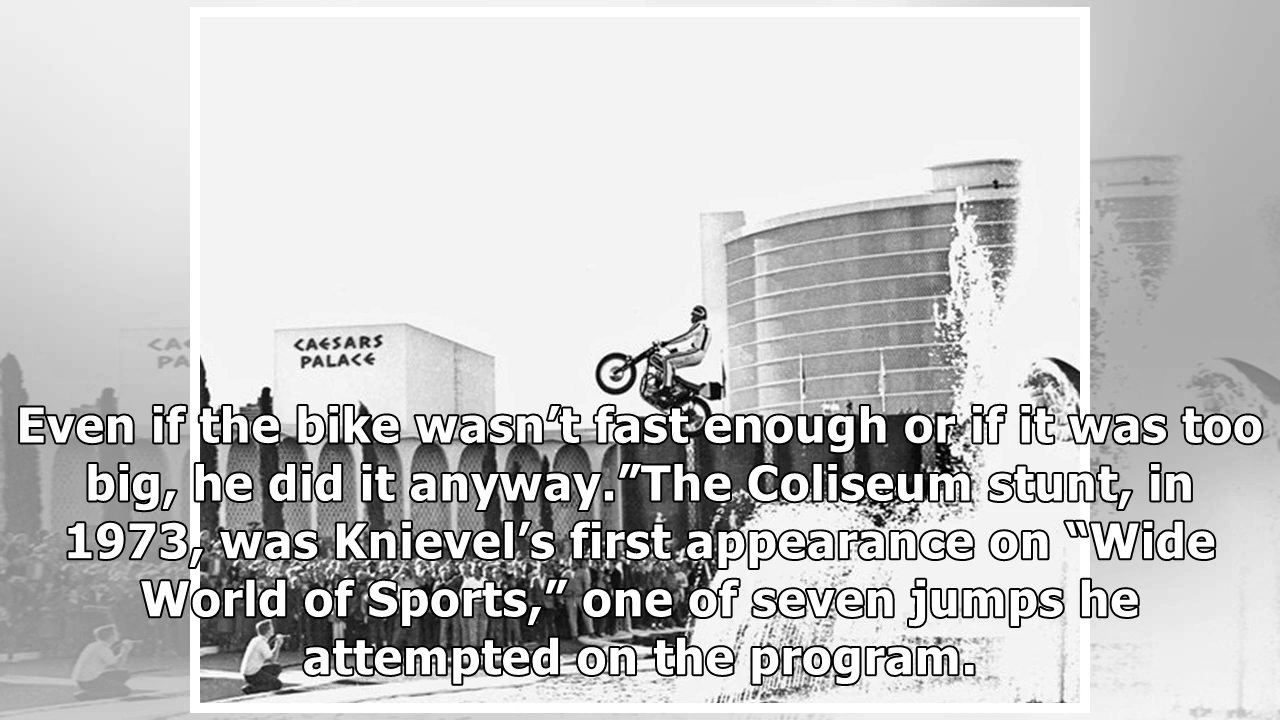 CAESARS
PALACE
Even if the bike wasn’t fast enough or if it was too
big, he did it anyway.”The Coliseum stunt, in
1973, was Knievel’s first appearance on “Wide
World of Sports,” one of seven jumps he
attempted on the program.